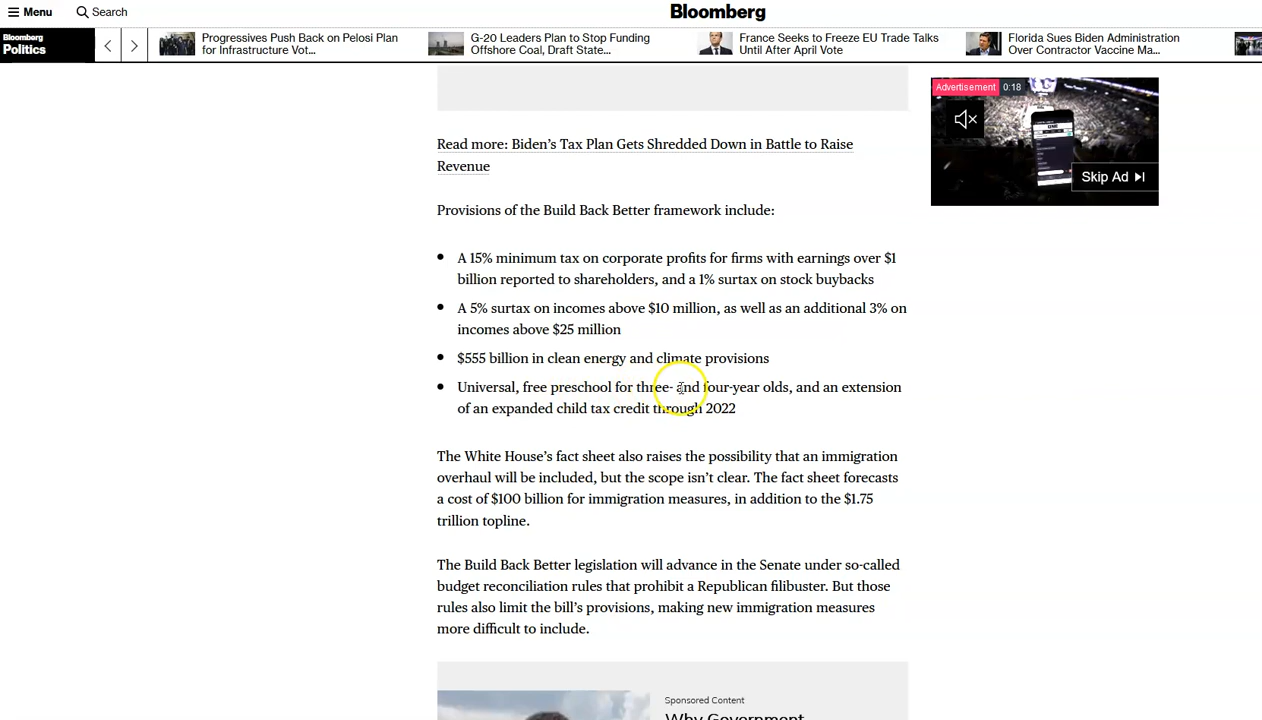 Menu
Search
Bloomberg
Bloomberg
Politics
Progressives Push Back on Pelosi Plan
for Infrastructure Vot...
G-20 Leaders Plan to Stop Funding
Offshore Coal, Draft State...
France Seeks to Freeze EU Trade Talks
Until After April Vote
Florida Sues Biden Administration
Over Contractor Vaccine Ma...
Advertisement 0:18
Skip Ad
Read more: Biden’s Tax Plan Gets Shredded Down in Battle to Raise
Revenue
Provisions of the Build Back Better framework include:
A 15% minimum tax on corporate profits for firms with earnings over $1
billion reported to shareholders, and a 1% surtax on stock buybacks
A 5% surtax on incomes above $10 million, as well as an additional 3% on
incomes above $25 million
$555 billion in clean energy and climate provisions
Universal, free preschool for three- and four-year olds, and an extension
of an expanded child tax credit through 2022
The White House’s fact sheet also raises the possibility that an immigration
overhaul will be included, but the scope isn’t clear. The fact sheet forecasts
a cost of $100 billion for immigration measures, in addition to the $1.75
trillion topline.
The Build Back Better legislation will advance in the Senate under so-called
budget reconciliation rules that prohibit a Republican filibuster. But those
rules also limit the bill’s provisions, making new immigration measures
more difficult to include.
Sponsored Content
Why Government